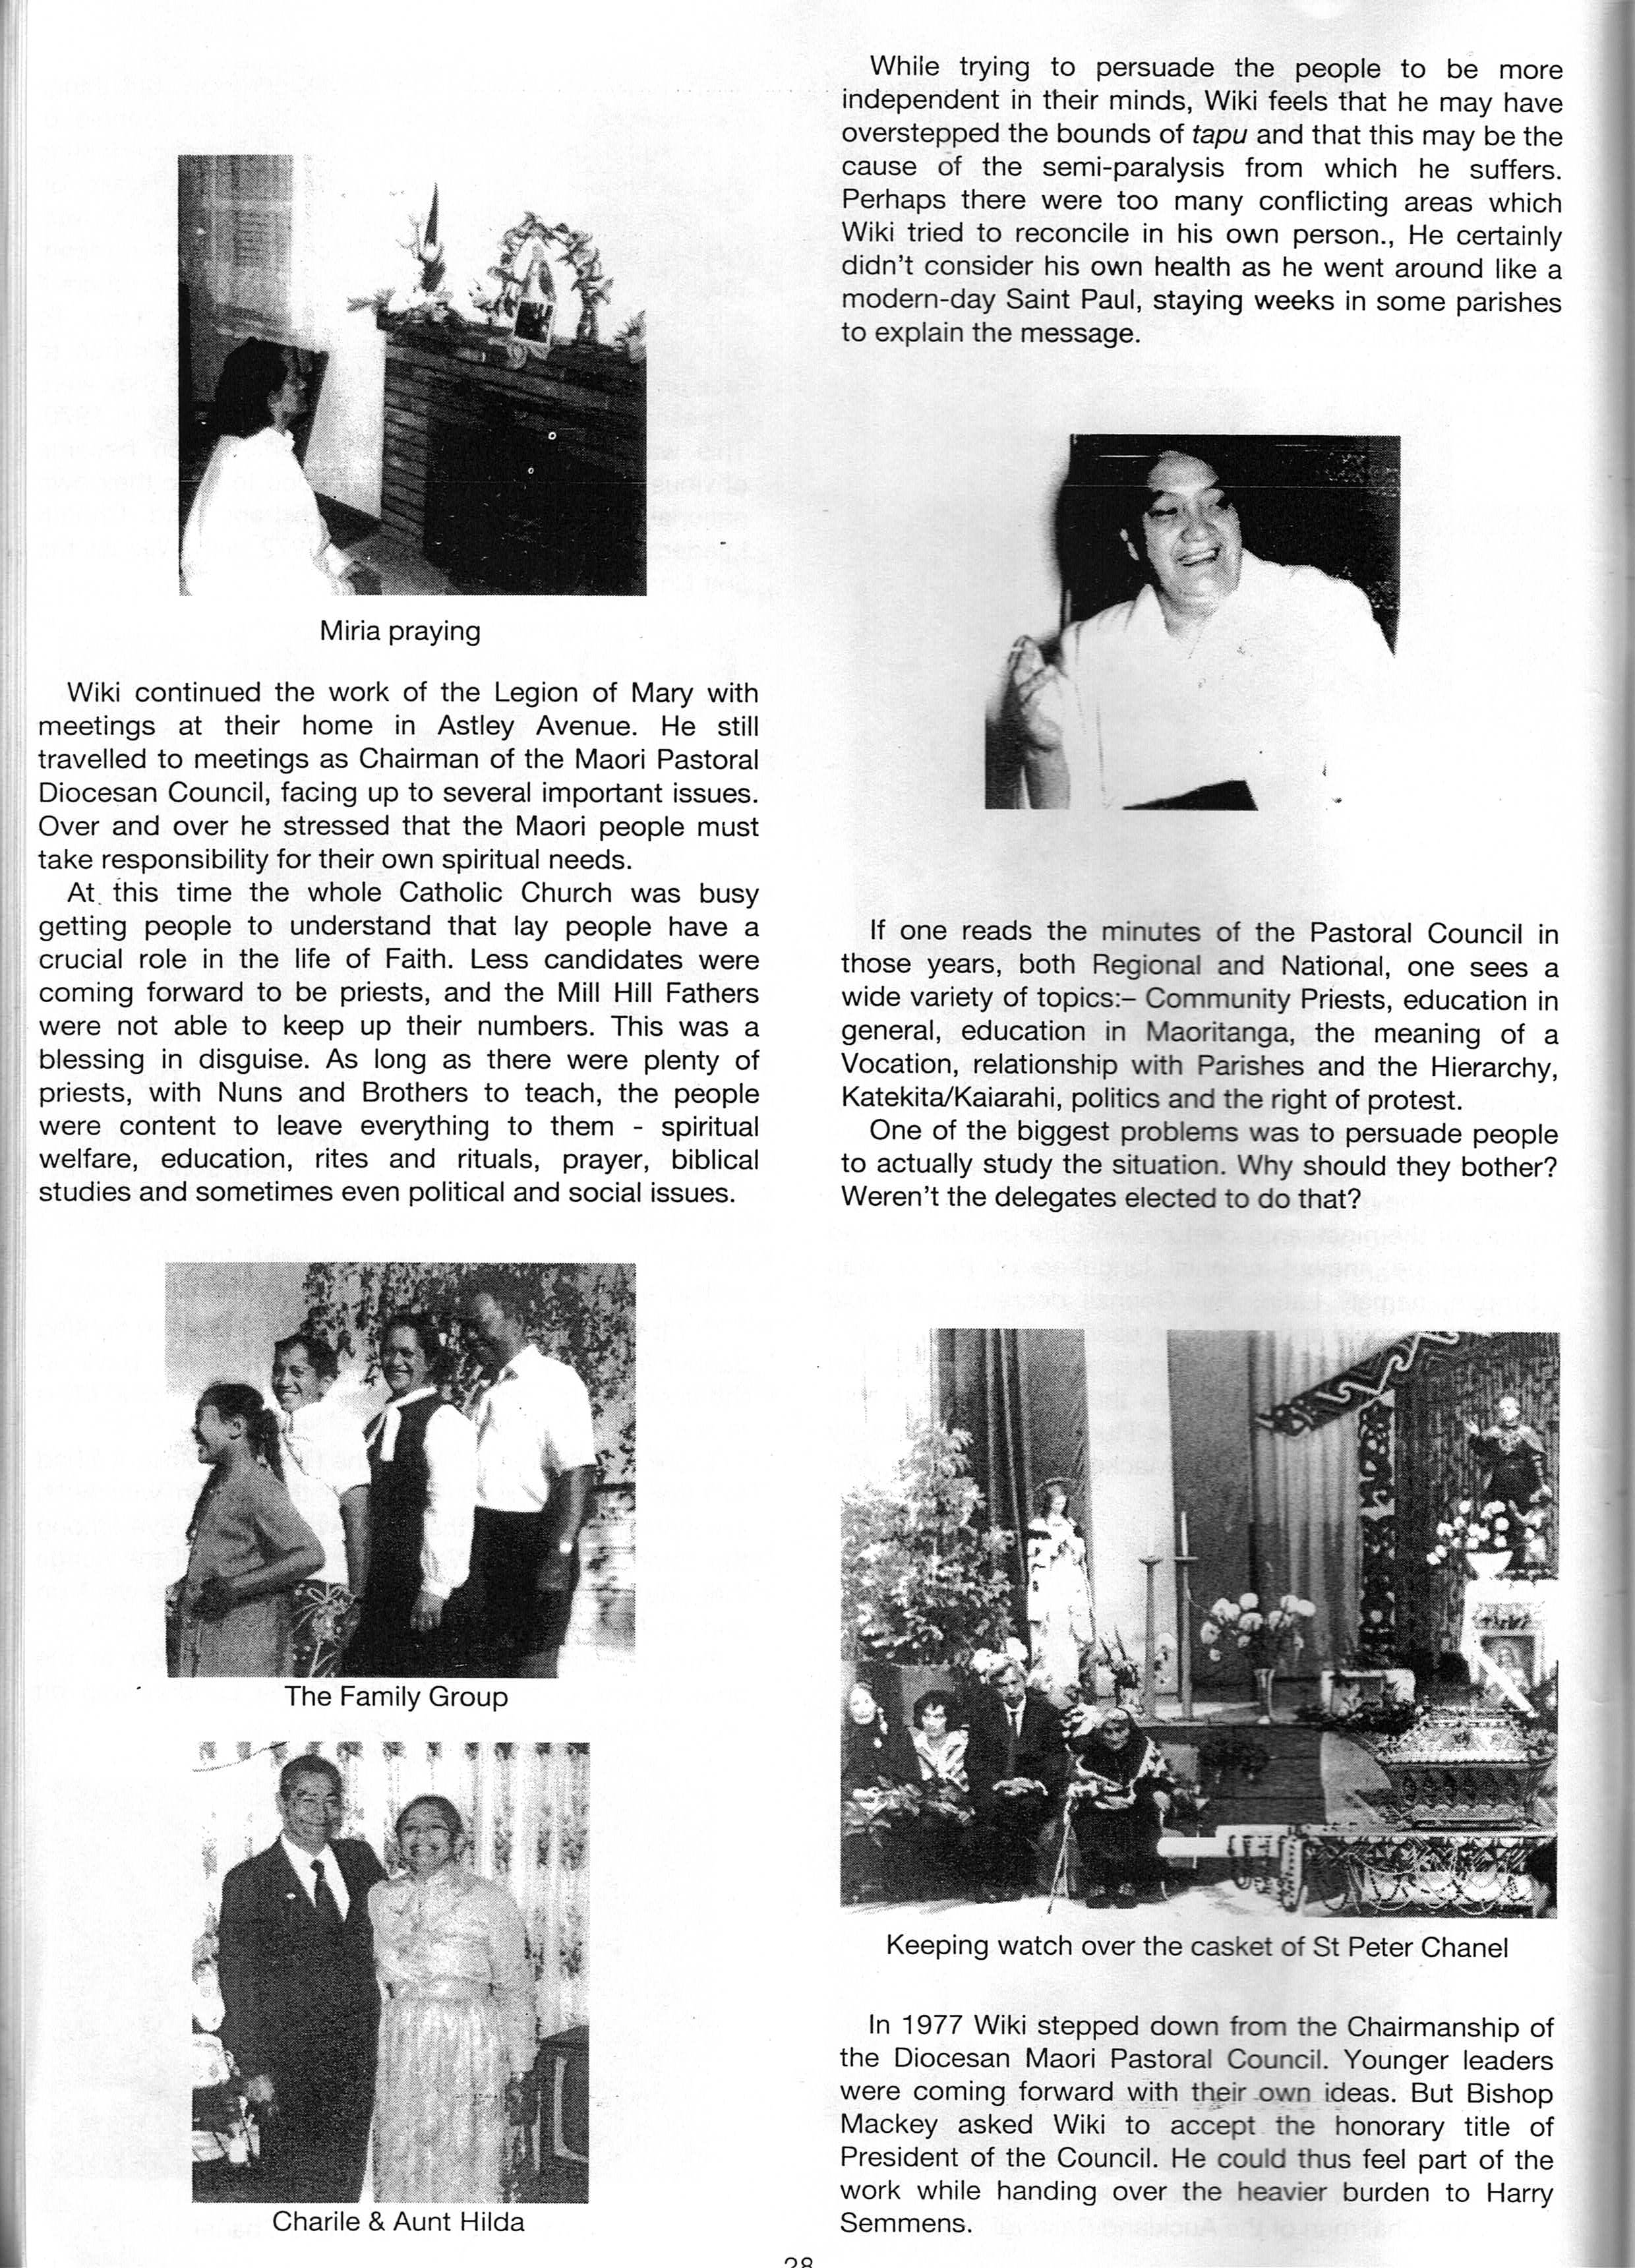 Miria praying
Wiki continued the work of the Legion of Mary with
meetings at their home in Astley Avenue. He still
travelled to meetings as Chairman of the Maori Pastoral
Diocesan Council, facing up to several important issues.
Over and over he stressed that the Maori people must
take responsibility for their own spiritual needs.
At this time the whole Catholic Church was busy
getting people to understand that lay people have a
crucial role in the life of Faith. Less candidates were
coming forward to be priests, and the Mill Hill Fathers
were not able to keep up their numbers. This was a
blessing in disguise. As long as there were plenty of
priests, with Nuns and Brothers to teach, the people
were content to leave everything to them - spiritual
welfare, education, rites and rituals, prayer, biblical
studies and sometimes even political and social issues.
The Family Group
Charile & Aunt Hilda
While trying to persuade the people to be more
independent in their minds, Wiki feels that he may have
overstepped the bounds of tapu and that this may be the
cause of the semi-paralysis from which he suffers.
Perhaps there were too many conflicting areas which
Wiki tried to reconcile in his own person., He certainly
didn't consider his own health as he went around like a
modern-day Saint Paul, staying weeks in some parishes
to explain the message.
If one reads the minutes of the Pastoral Council in
those years, both Regional and National, one sees a
wide variety of topics:– Community Priests, education in
general, education in Maoritanga, the meaning of a
Vocation, relationship with Parishes and the Hierarchy,
Katekita/Kaiarahi, politics and the right of protest.
One of the biggest problems was to persuade people
to actually study the situation. Why should they bother?
Weren't the delegates elected to do that?
Keeping watch over the casket of St Peter Chanel
In 1977 Wiki stepped down from the Chairmanship of
the Diocesan Maori Pastoral Council. Younger leaders
were coming forward with their own ideas. But Bishop
Mackey asked Wiki to accept the honorary title of
President of the Council. He could thus feel part of the
work while handing over the heavier burden to Harry
Semmens.
28